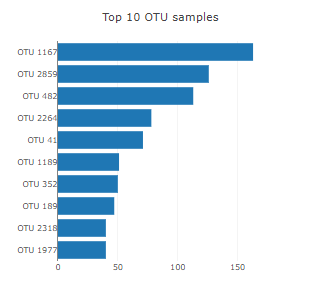 Top 10 OTU samples
OTU 1167
OTU 2859
OTU 482
OTU 2264
OTU 41
OTU 1189
OTU 352
OTU 189
OTU 2318
OTU 1977
0 50 100 150